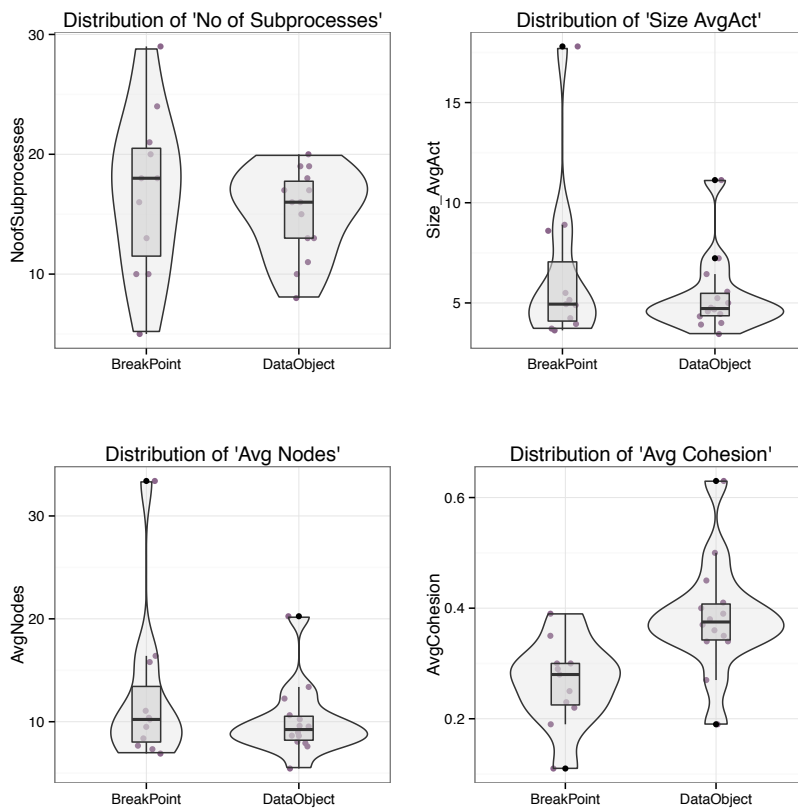 Distribution of 'No of Subprocesses'
NoofSubprocesses
30
20
10
BreakPoint DataObject
Distribution of 'Size AvgAct'
Size_AvgAct
15
10
5
BreakPoint DataObject
Distribution of 'Avg Nodes'
AvgNodes
30
20
10
BreakPoint DataObject
Distribution of 'Avg Cohesion'
AvgCohesion
0.6
0.4
0.2
BreakPoint DataObject